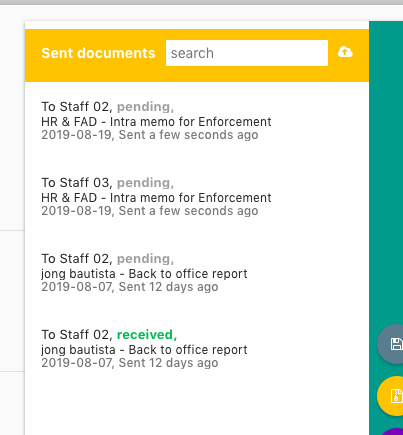 Sent documents search
To Staff 02, pending,
HR & FAD - Intra memo for Enforcement
2019-08-19, Sent a few seconds ago
To Staff 03, pending,
HR & FAD - Intra memo for Enforcement
2019-08-19, Sent a few seconds ago
To Staff 02, pending,
jong bautista - Back to office report
2019-08-07, Sent 12 days ago
To Staff 02, received,
jong bautista - Back to office report
2019-08-07, Sent 12 days ago